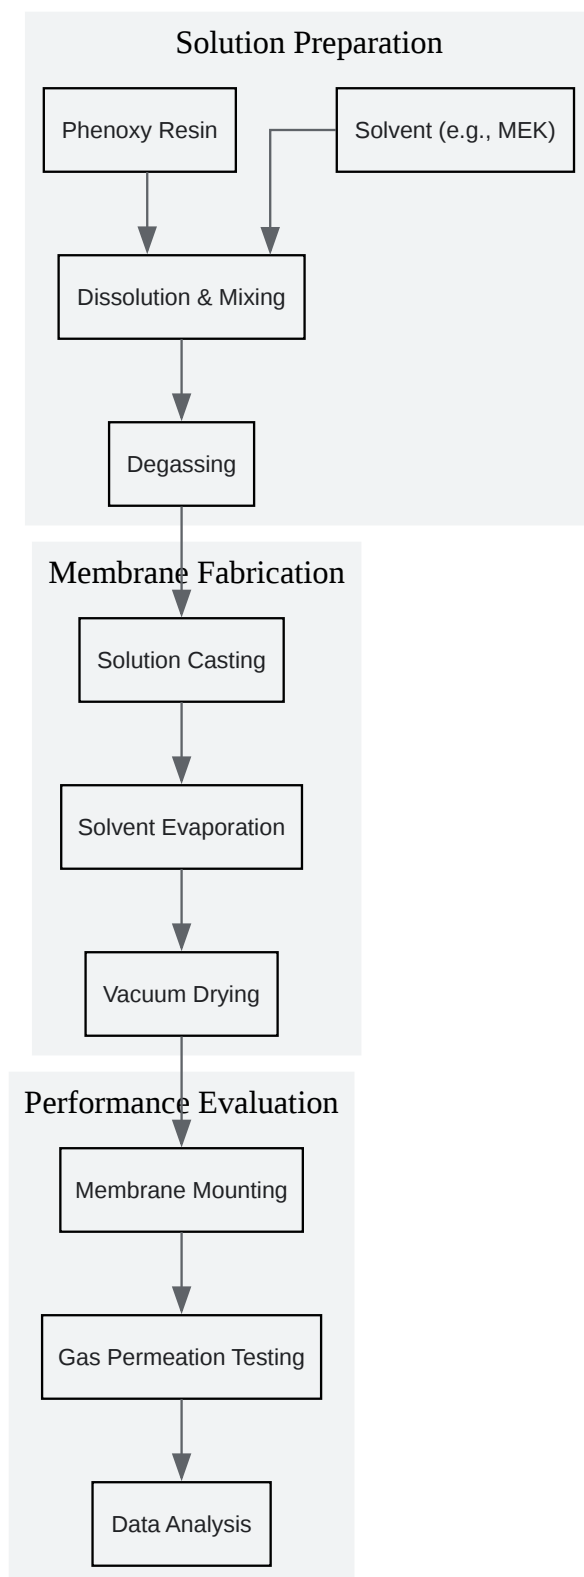 Solution Preparation
Phenoxy Resin
Solvent (e.g., MEK)
Dissolution & Mixing
Degassing
Membrane Fabrication
Solution Casting
Solvent Evaporation
Vacuum Drying
Performance Evaluation
Membrane Mounting
Gas Permeation Testing
Data Analysis